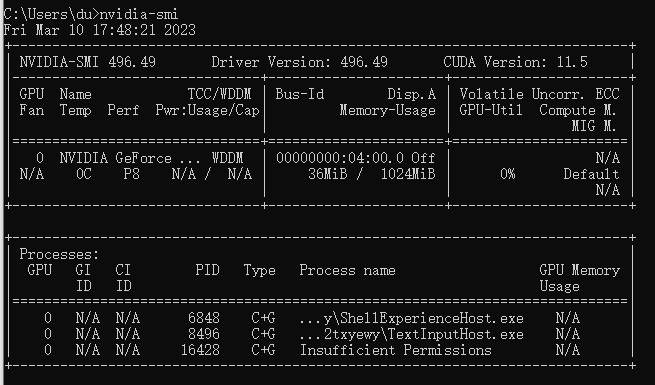 C:\Users\du>nvidia-smi
Fri Mar 10 17:48:21 2023
NVIDIA-SMI 496.49 Driver Version: 496.49 CUDA Version: 11.5
GPU Name TCC/WDDM | Bus-Id Disp.A | Volatile Uncorr. ECC
Fan Temp Perf Pwr:Usage/Cap | Memory-Usage | GPU-Util Compute M.
MIG M.
0 NVIDIA GeForce ... WDDM | 00000000:04:00.0 Off | N/A
N/A 0C P8 N/A / N/A | 36MiB / 1024MiB | 0% Default
N/A
Processes:
GPU GI CI PID Type Process name GPU Memory
ID ID Usage
0 N/A N/A 6848 C+G ...y\ShellExperienceHost.exe N/A
0 N/A N/A 8496 C+G ...2txyewy\TextInputHost.exe N/A
0 N/A N/A 16428 C+G Insufficient Permissions N/A